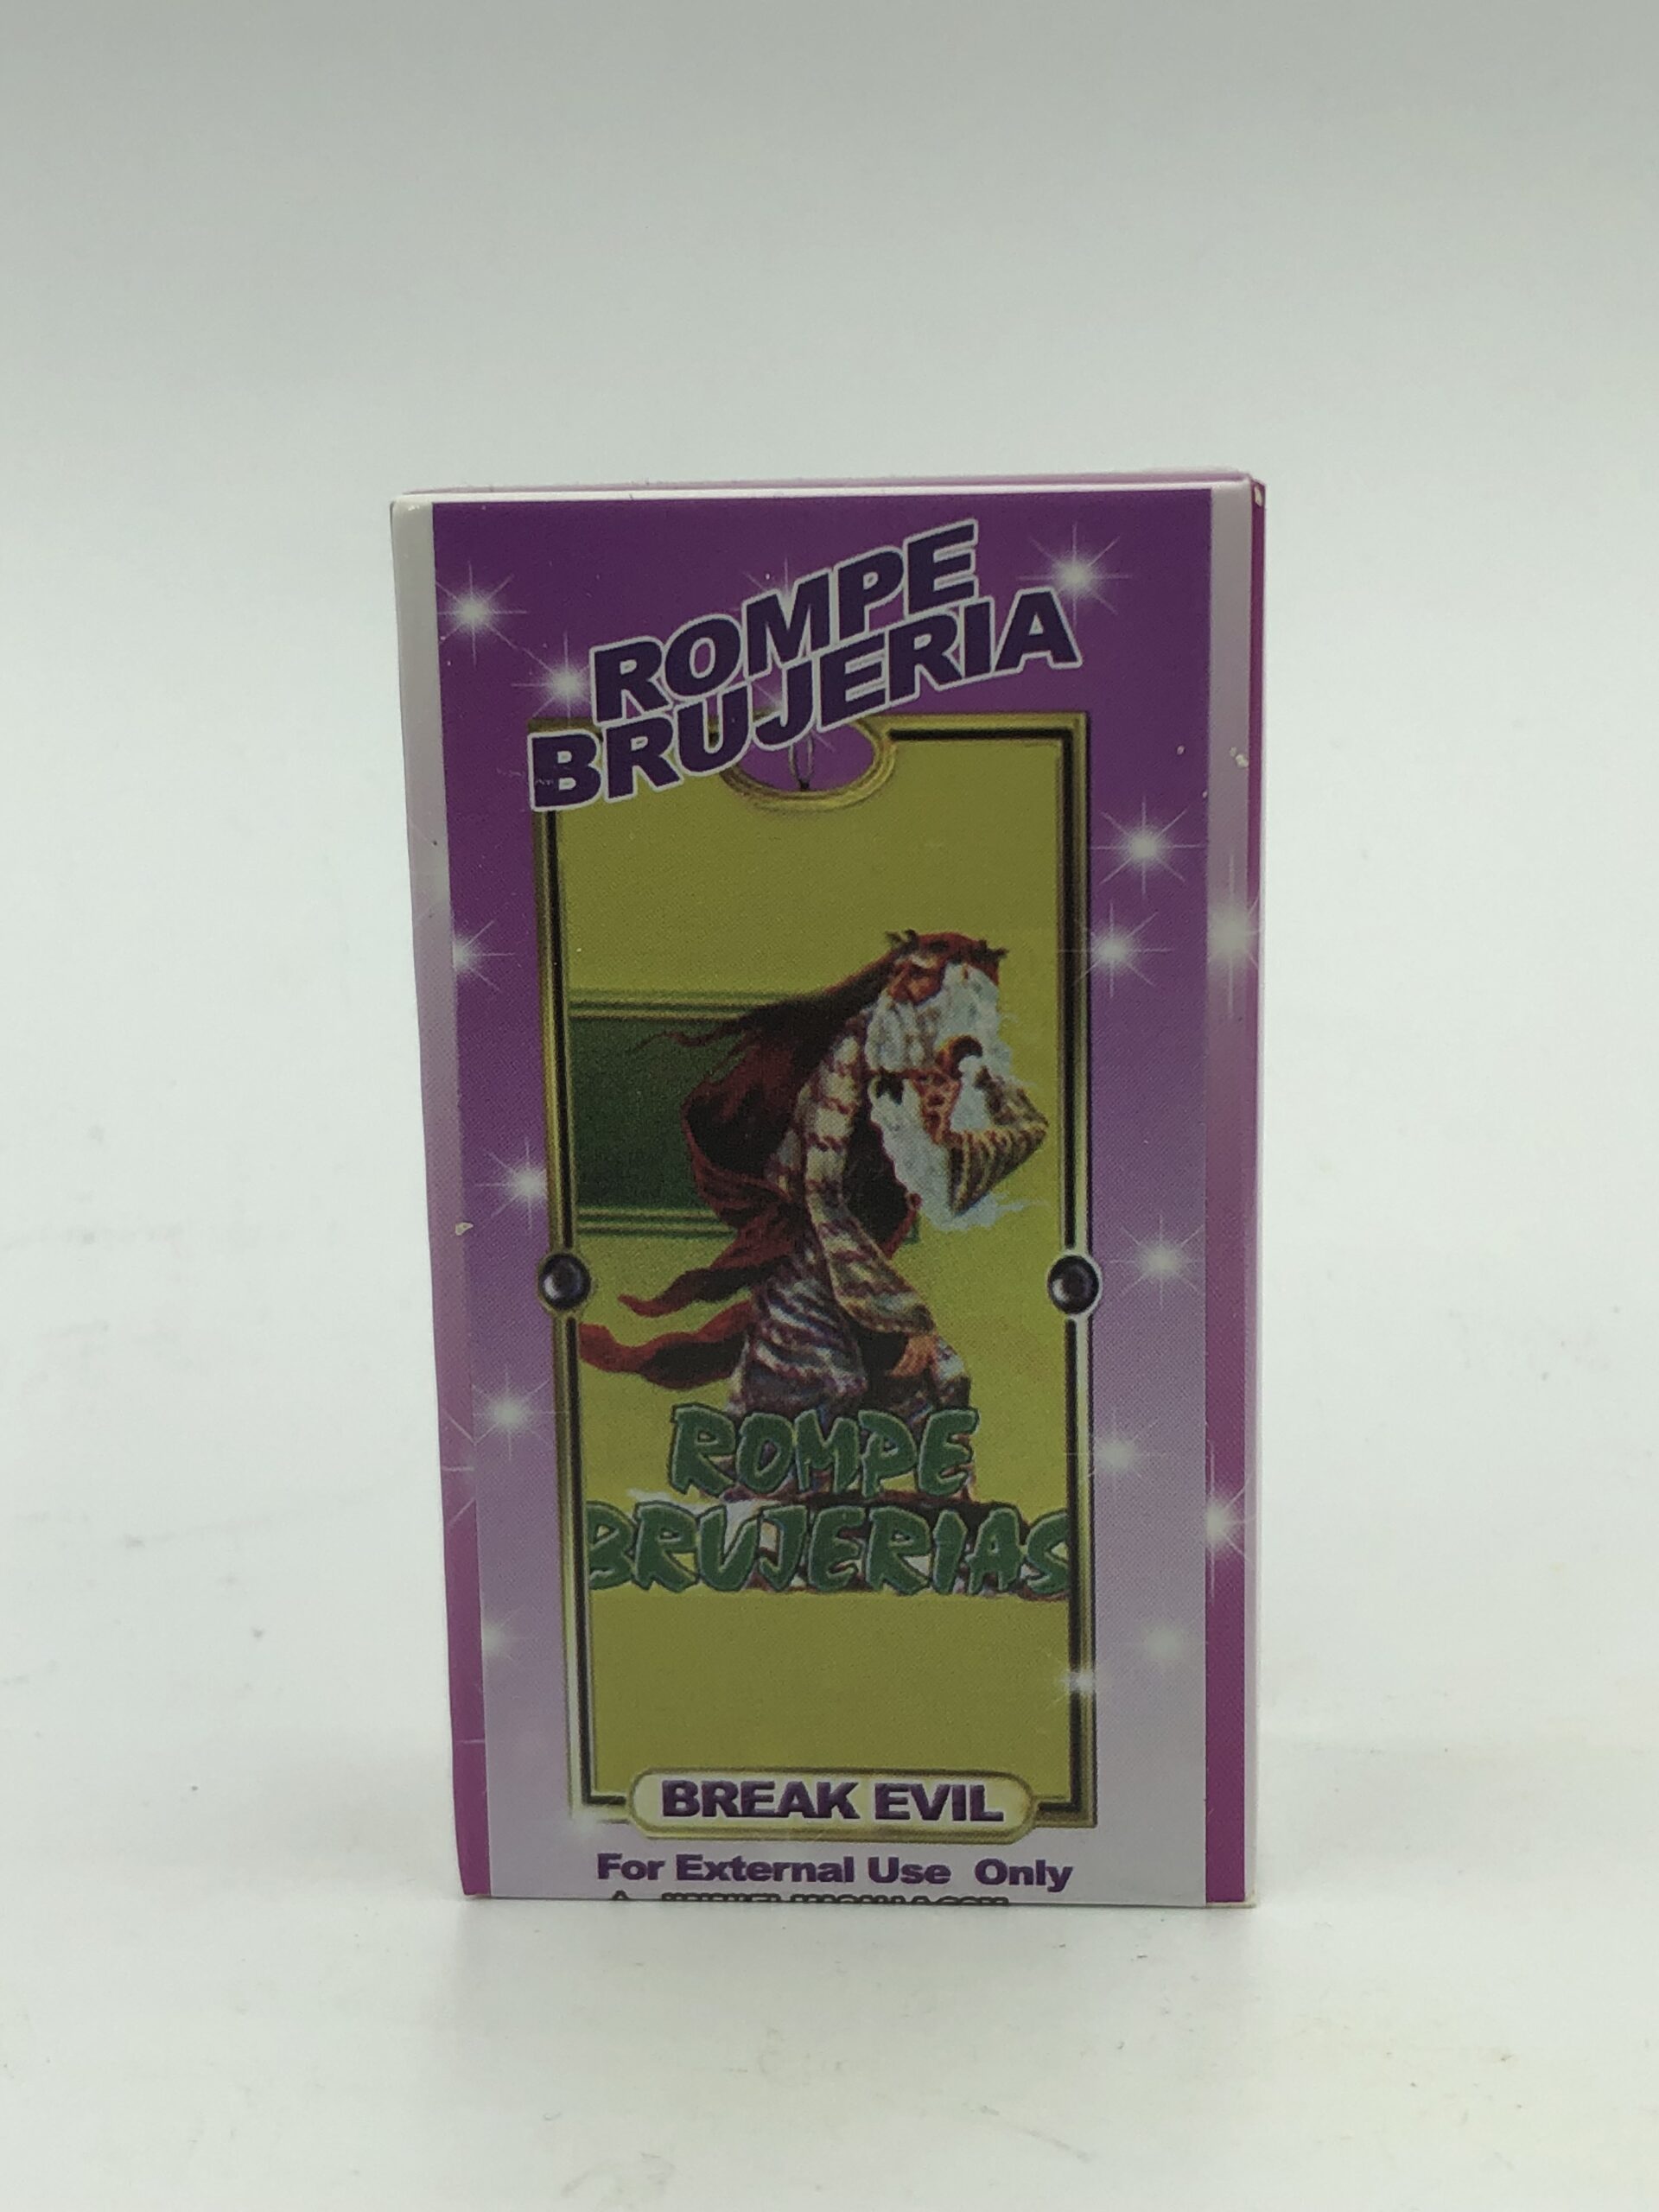 ROMPE
BRUJERIA
ROMPE
BRUJERIAS
BREAK EVIL
For External Use Only